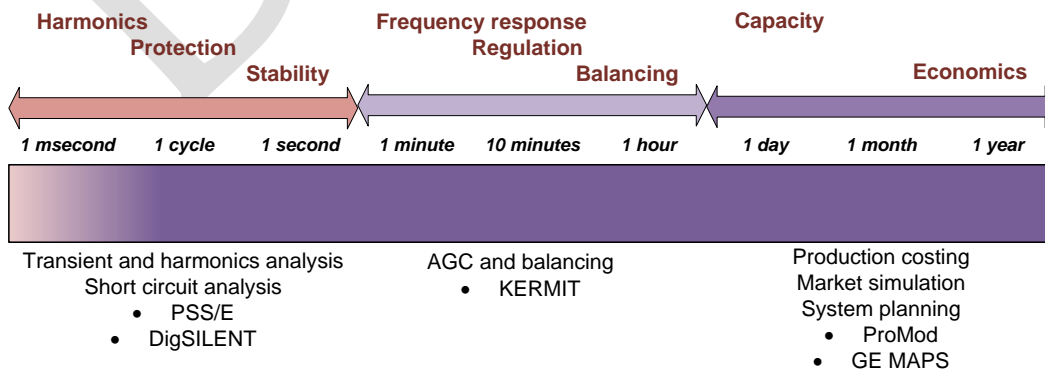 Harmonics
Protection
Stability
Frequency response
Regulation
Balancing
Capacity
Economics
1 msecond 1 cycle 1 second 1 minute 10 minutes 1 hour 1 day 1 month 1 year
Transient and harmonics analysis
Short circuit analysis
• PSS/E
• DigSILENT
AGC and balancing
• KERMIT
Production costing
Market simulation
System planning
• ProMod
• GE MAPS